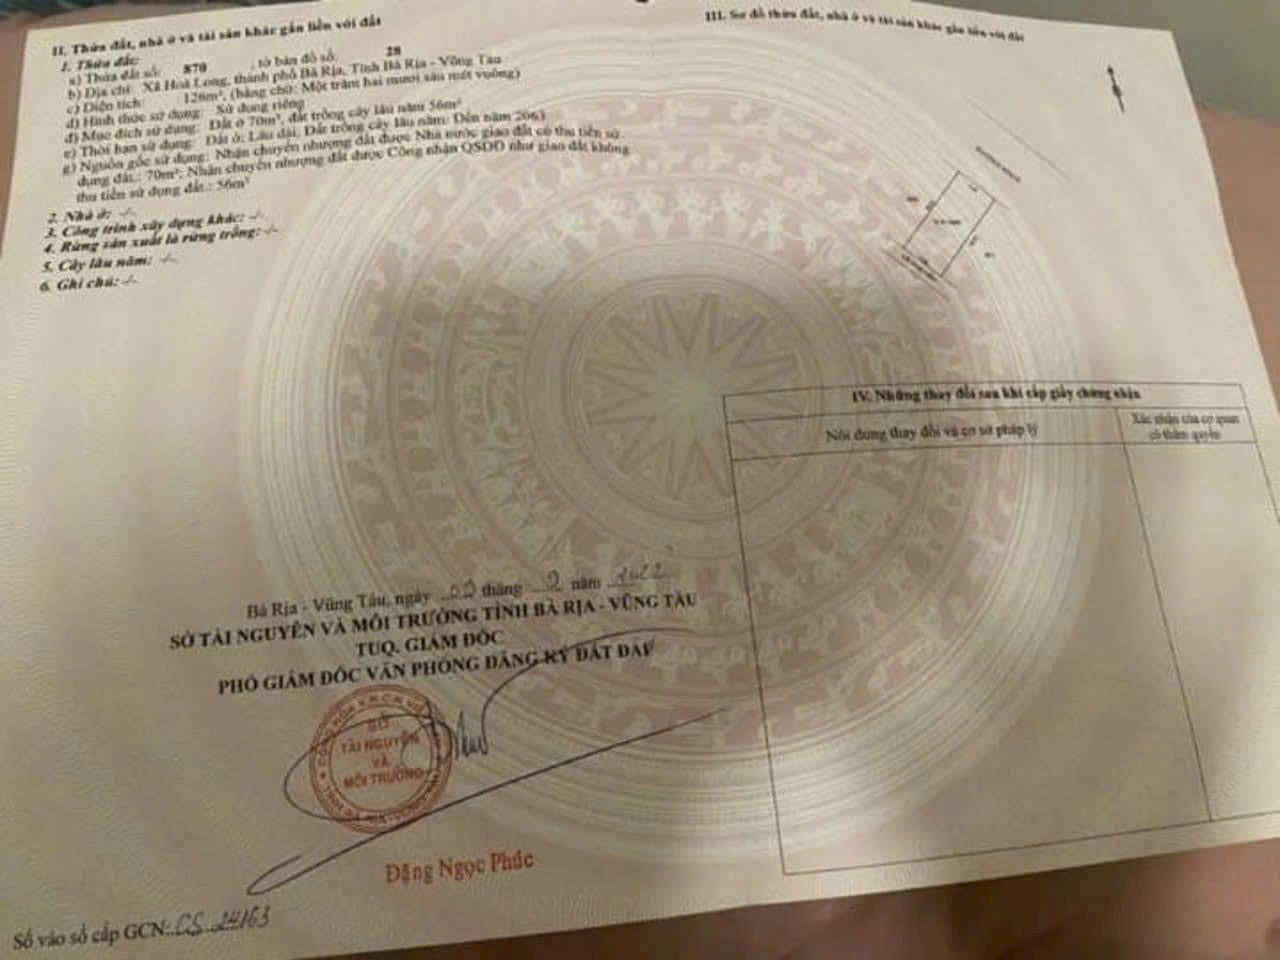 II. Thửa đất, nhà ở và tài sản khác gắn liền với đất
1. Thửa đất:
a) Thửa đất số: 870 , tờ bản đồ số: 28
b) Địa chỉ: Xã Hoà Long, thành phố Bà Rịa, Tỉnh Bà Rịa - Vũng Tàu
c) Diện tích: 126m², (bằng chữ: Một trăm hai mươi sáu mét vuông)
d) Hình thức sử dụng: Sử dụng riêng
đ) Mục đích sử dụng: Đất ở 70m², đất trồng cây lâu năm 56m²
e) Thời hạn sử dụng: Đất ở: Lâu dài; Đất trồng cây lâu năm: Đến năm 2063
g) Nguồn gốc sử dụng: Nhận chuyển nhượng đất được Nhà nước giao đất có thu tiền sử
dụng đất.: 70m²; Nhận chuyển nhượng đất được Công nhận QSDĐ như giao đất không
thu tiền sử dụng đất.: 56m²
2. Nhà ở: -/-
3. Công trình xây dựng khác: -/-
4. Rừng sản xuất là rừng trồng: -/-
5. Cây lâu năm: -/-
6. Ghi chú: -/-
III. Sơ đồ thửa đất, nhà ở và tài sản khác gắn liền với đất
IV. Những thay đổi sau khi cấp giấy chứng nhận
Nội dung thay đổi và cơ sở pháp lý
Xác nhận của cơ quan
có thẩm quyền
Bà Rịa - Vũng Tàu, ngày tháng 2 năm 2022
SỞ TÀI NGUYÊN VÀ MÔI TRƯỜNG TỈNH BÀ RỊA - VŨNG TÀU
TUQ. GIÁM ĐỐC
PHÓ GIÁM ĐỐC VĂN PHÒNG ĐĂNG KÝ ĐẤT ĐAI
SỞ
TÀI NGUYÊN
VÀ
MÔI TRƯỜNG
Đặng Ngọc Phúc
Số vào sổ cấp GCN: CS 24163